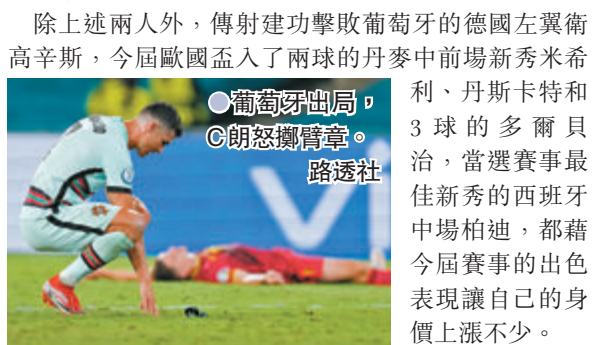 除上述兩人外，傳射建功擊敗葡萄牙的德國左翼衛
高辛斯，今屆歐國盃入了兩球的丹麥中前場新秀米希
利、丹斯卡特和
3球的多爾貝
治，當選賽事最
佳新秀的西班牙
中場柏迪，都藉
今屆賽事的出色
表現讓自己的身
價上漲不少。
●葡萄牙出局，
C朗怒擲臂章。
路透社